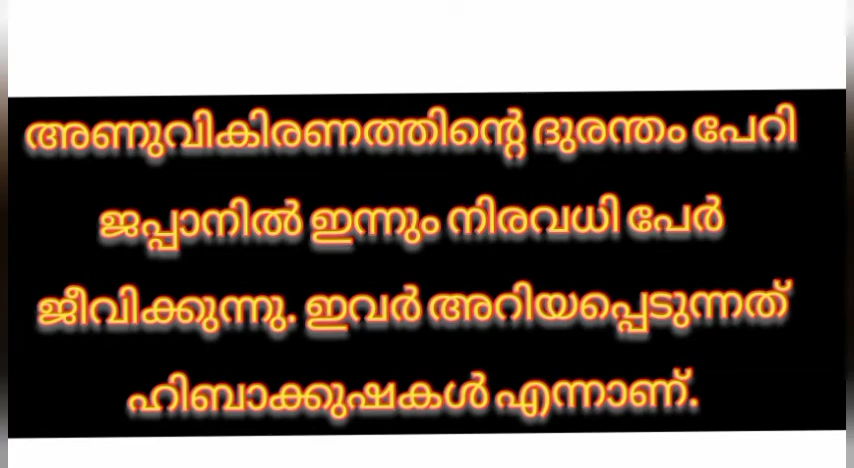 അണുവികിരണത്തിന്റെ ദുരന്തം പേറി
ജപ്പാനിൽ ഇന്നും നിരവധി പേർ
ജീവിക്കുന്നു. ഇവർ അറിയപ്പെടുന്നത്
ഹിബാക്കുഷകൾ എന്നാണ്.